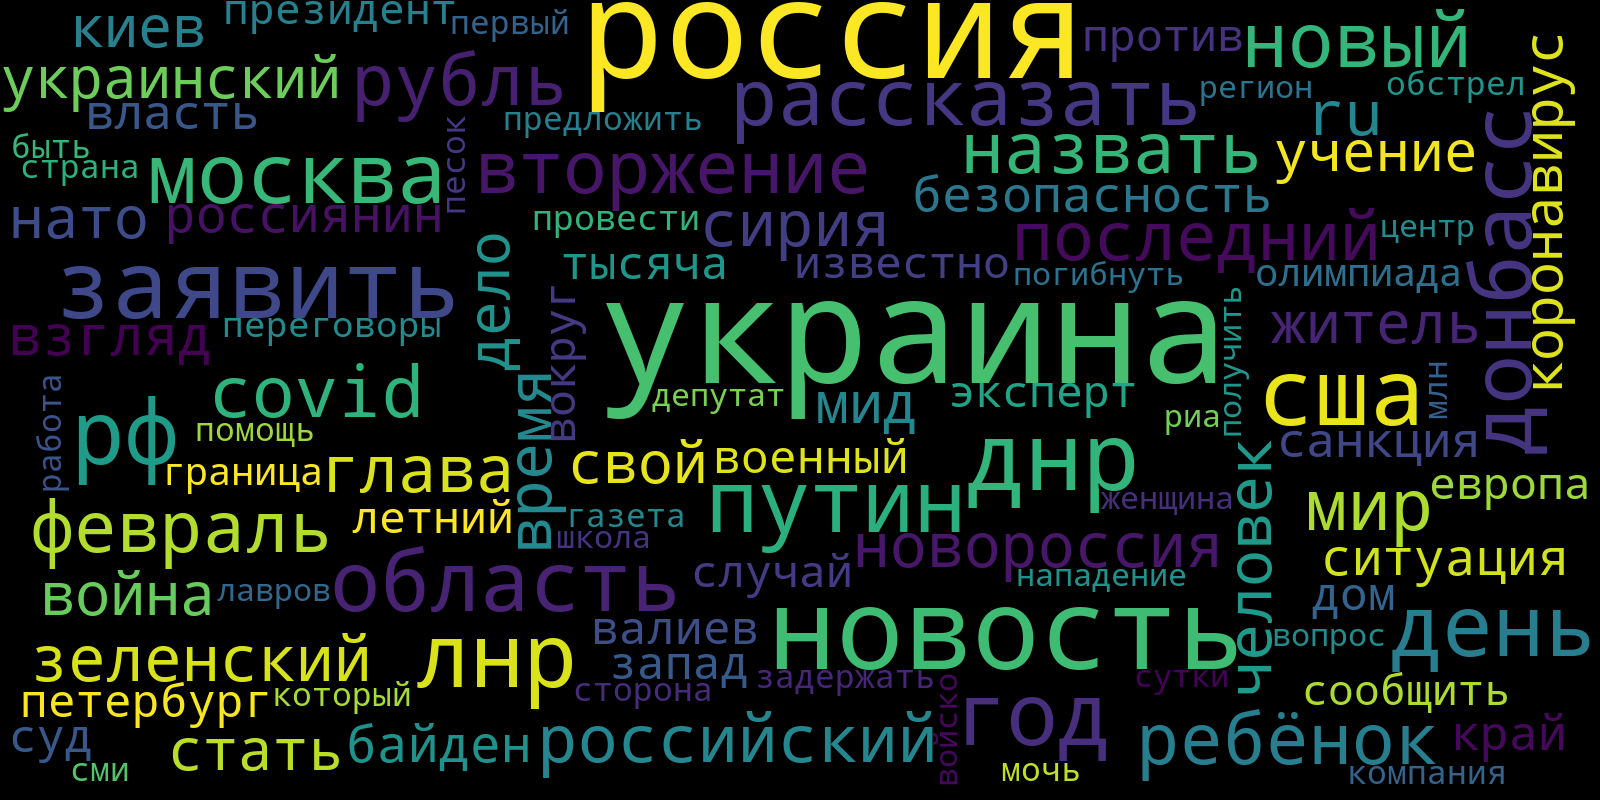 киев
президент
первый
россия
против
новый
украинский
рубль
рассказать
регион
обстрел
коронавирус
власть
предложить
ru
быть
страна
москва
песок
вторжение
назвать
учение
донбасс
нато
россиянин
провести
сирия
безопасность
последний
центр
заявить
дело
тысяча
известно
погибнуть
олимпиада
взгляд
переговоры
вокруг
украина
получить
житель
covid
время
депутат
мид
эксперт
риа
сша
млн
работа
рф
помощь
граница
глава
свой
военный
днр
человек
санкция
женщина
мир
европа
февраль
летний
газета
школа
путин
новороссия
ситуация
война
лавров
область
случай
нападение
дом
день
валиев
новость
вопрос
зеленский
лнр
запад
сторона
задержать
сутки
петербург
который
сообщить
суд
стать
байден
российский
войско
год
ребёнок
край
сми
мочь
компания